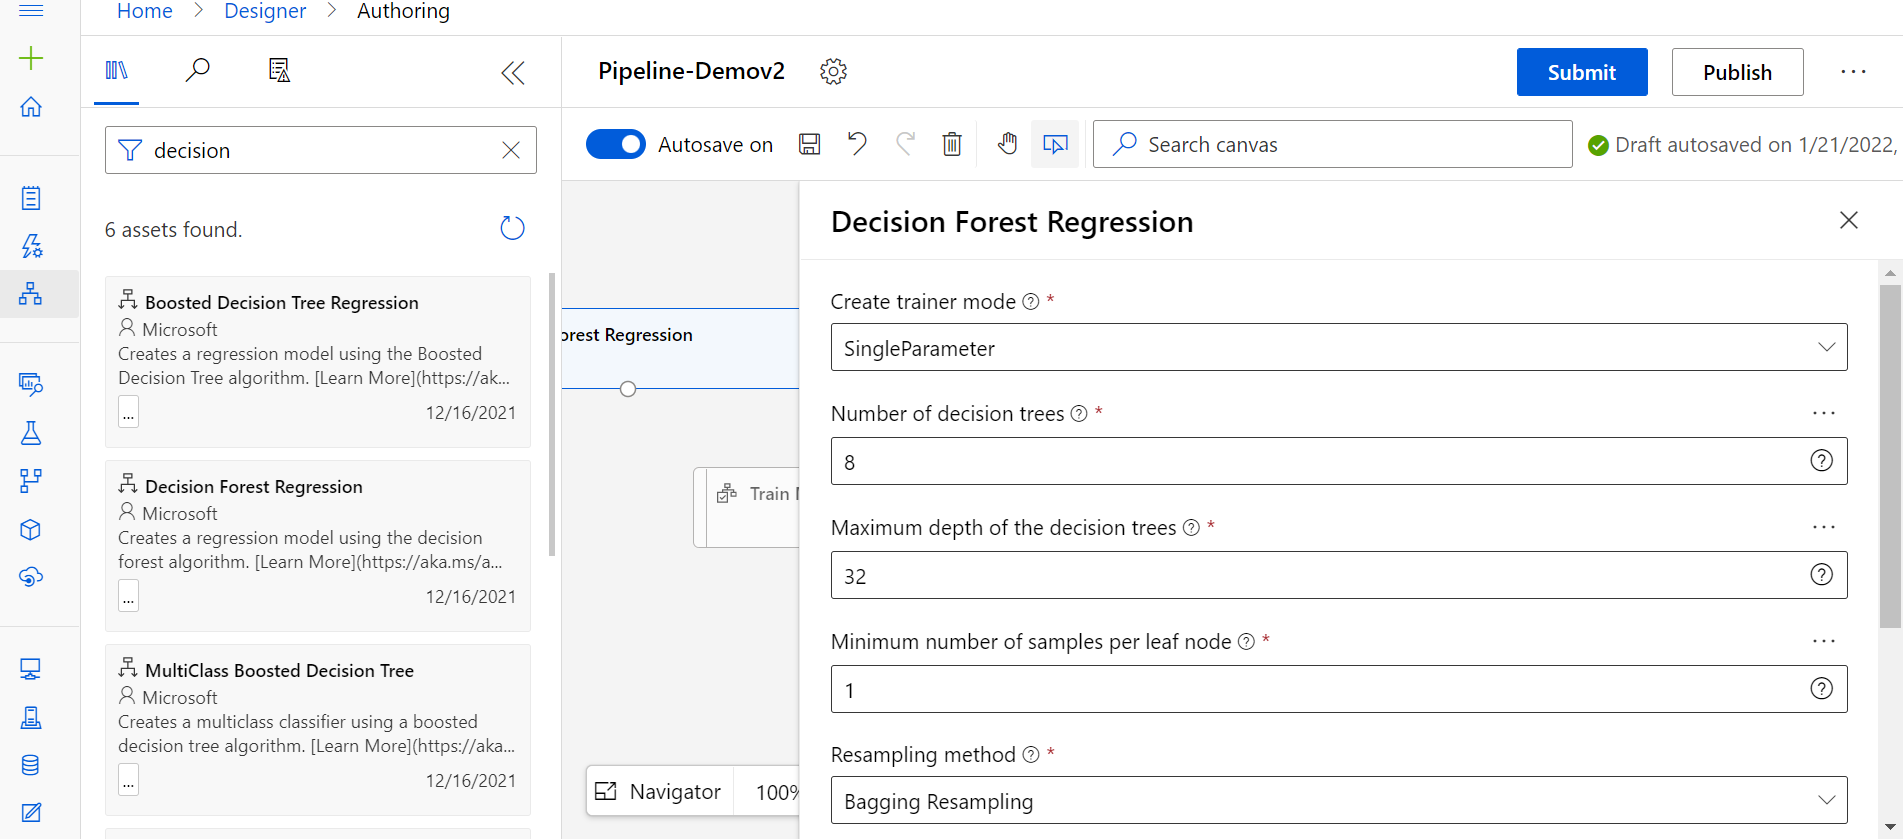 Home > Designer > Authoring
decision
6 assets found.
Boosted Decision Tree Regression
Microsoft
Creates a regression model using the Boosted
Decision Tree algorithm. [Learn More](https://ak...
...
12/16/2021
Decision Forest Regression
Microsoft
Creates a regression model using the decision
forest algorithm. [Learn More](https://aka.ms/a...
...
12/16/2021
MultiClass Boosted Decision Tree
Microsoft
Creates a multiclass classifier using a boosted
decision tree algorithm. [Learn More](https://aka...
...
12/16/2021
Pipeline-Demov2
Submit
Publish
...
Autosave on
Search canvas
Draft autosaved on 1/21/2022,
orest Regression
Train
Navigator
100%
Decision Forest Regression
Create trainer mode *
SingleParameter
Number of decision trees *
...
8
Maximum depth of the decision trees *
...
32
Minimum number of samples per leaf node *
...
1
Resampling method *
Bagging Resampling